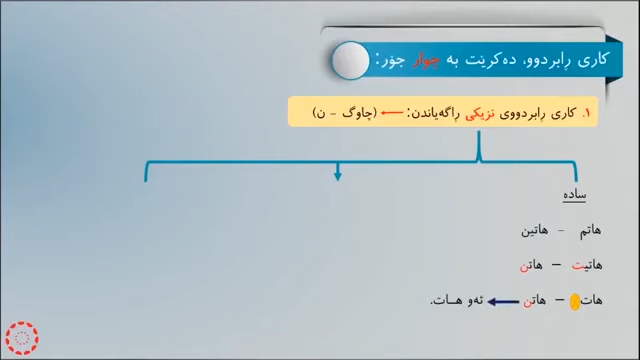 کاری ڕابردوو، دەکرێت بە چوار جۆر:
١. کاری ڕابردووی نزیکی ڕاگەیاندن: ← (چاوگ - ن)
سادە
هاتم - هاتین
هاتیت – هاتن
هات – هاتن ← ئەو هــات.